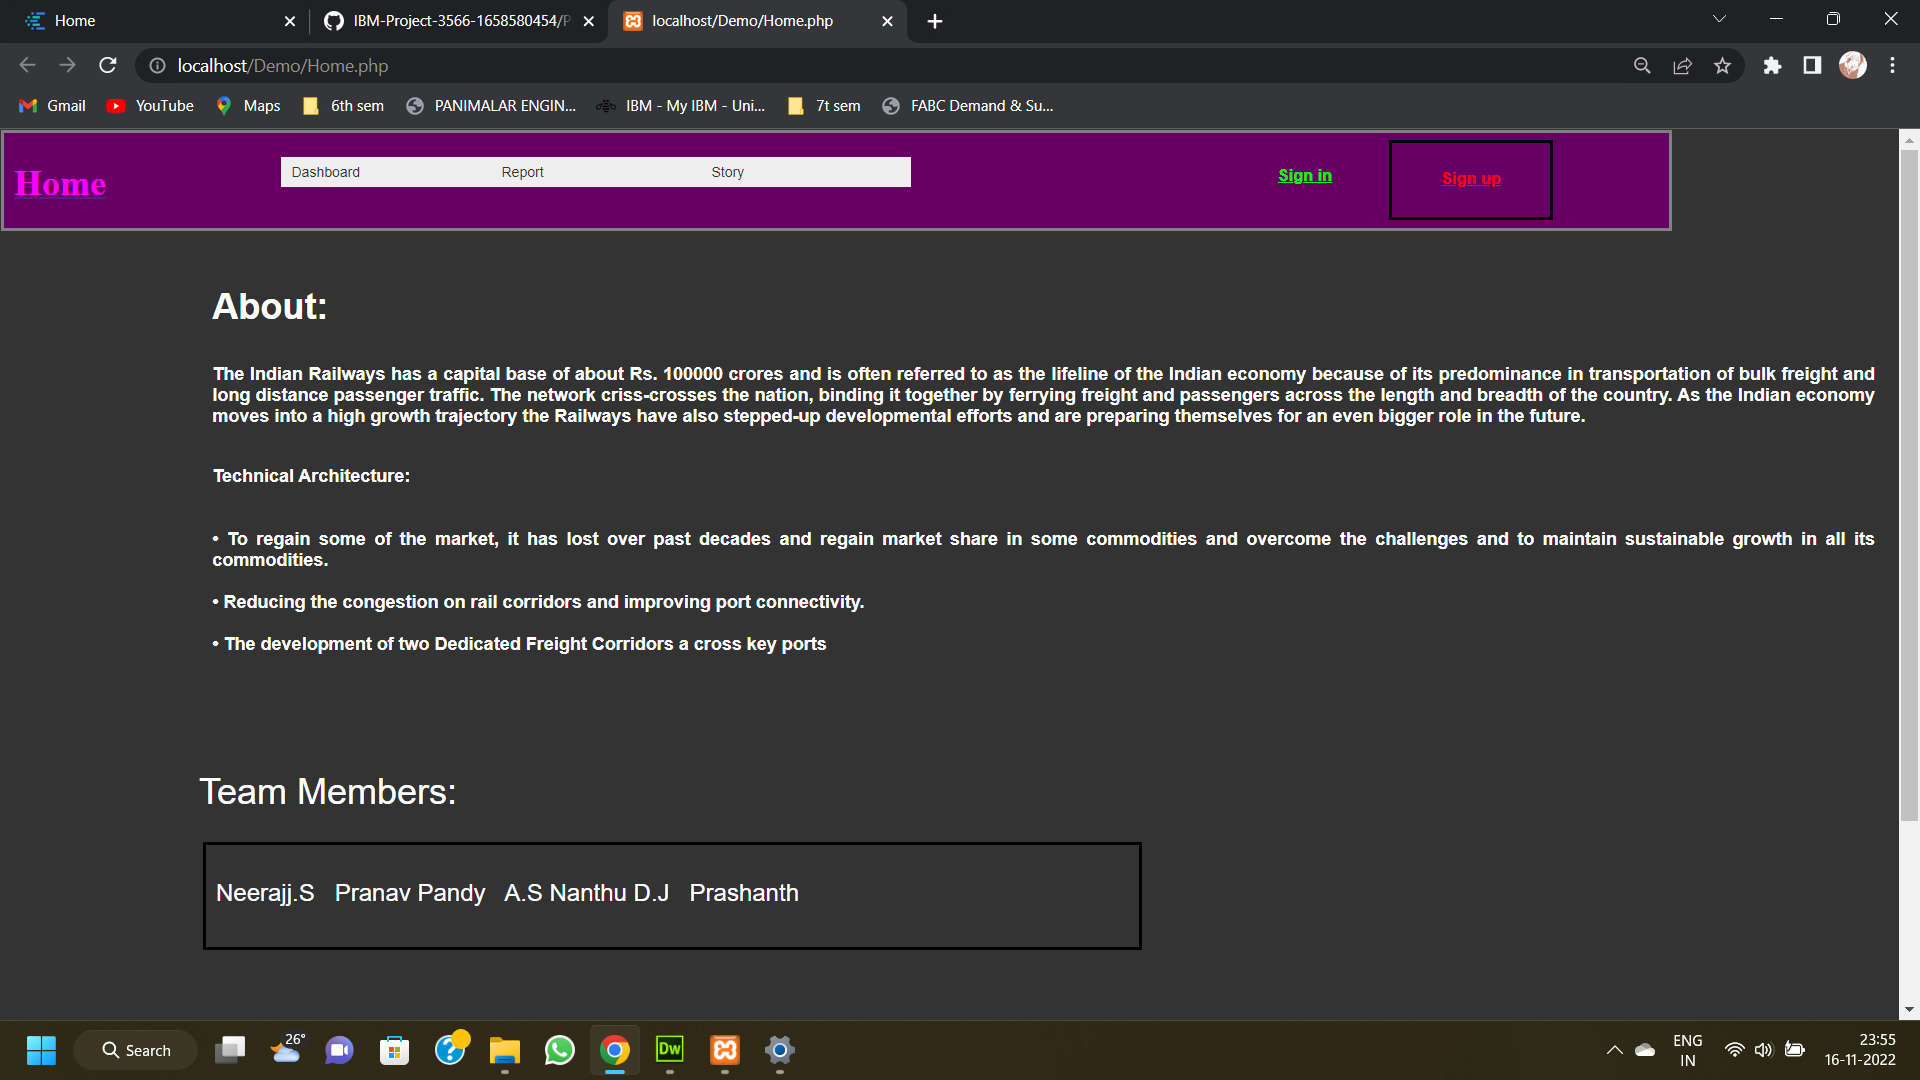 Home
IBM-Project-3566-1658580454/P
localhost/Demo/Home.php
localhost/Demo/Home.php
Gmail
YouTube
Maps
6th sem
PANIMALAR ENGIN...
IBM - My IBM - Uni...
7t sem
FABC Demand & Su...
Home
Dashboard
Report
Story
Sign in
Sign up
About:
The Indian Railways has a capital base of about Rs. 100000 crores and is often referred to as the lifeline of the Indian economy because of its predominance in transportation of bulk freight and
long distance passenger traffic. The network criss-crosses the nation, binding it together by ferrying freight and passengers across the length and breadth of the country. As the Indian economy
moves into a high growth trajectory the Railways have also stepped-up developmental efforts and are preparing themselves for an even bigger role in the future.
Technical Architecture:
• To regain some of the market, it has lost over past decades and regain market share in some commodities and overcome the challenges and to maintain sustainable growth in all its
commodities.
• Reducing the congestion on rail corridors and improving port connectivity.
• The development of two Dedicated Freight Corridors a cross key ports
Team Members:
Neerajj.S Pranav Pandy A.S Nanthu D.J Prashanth
Search
26°
Dw
ENG
IN
23:55
16-11-2022